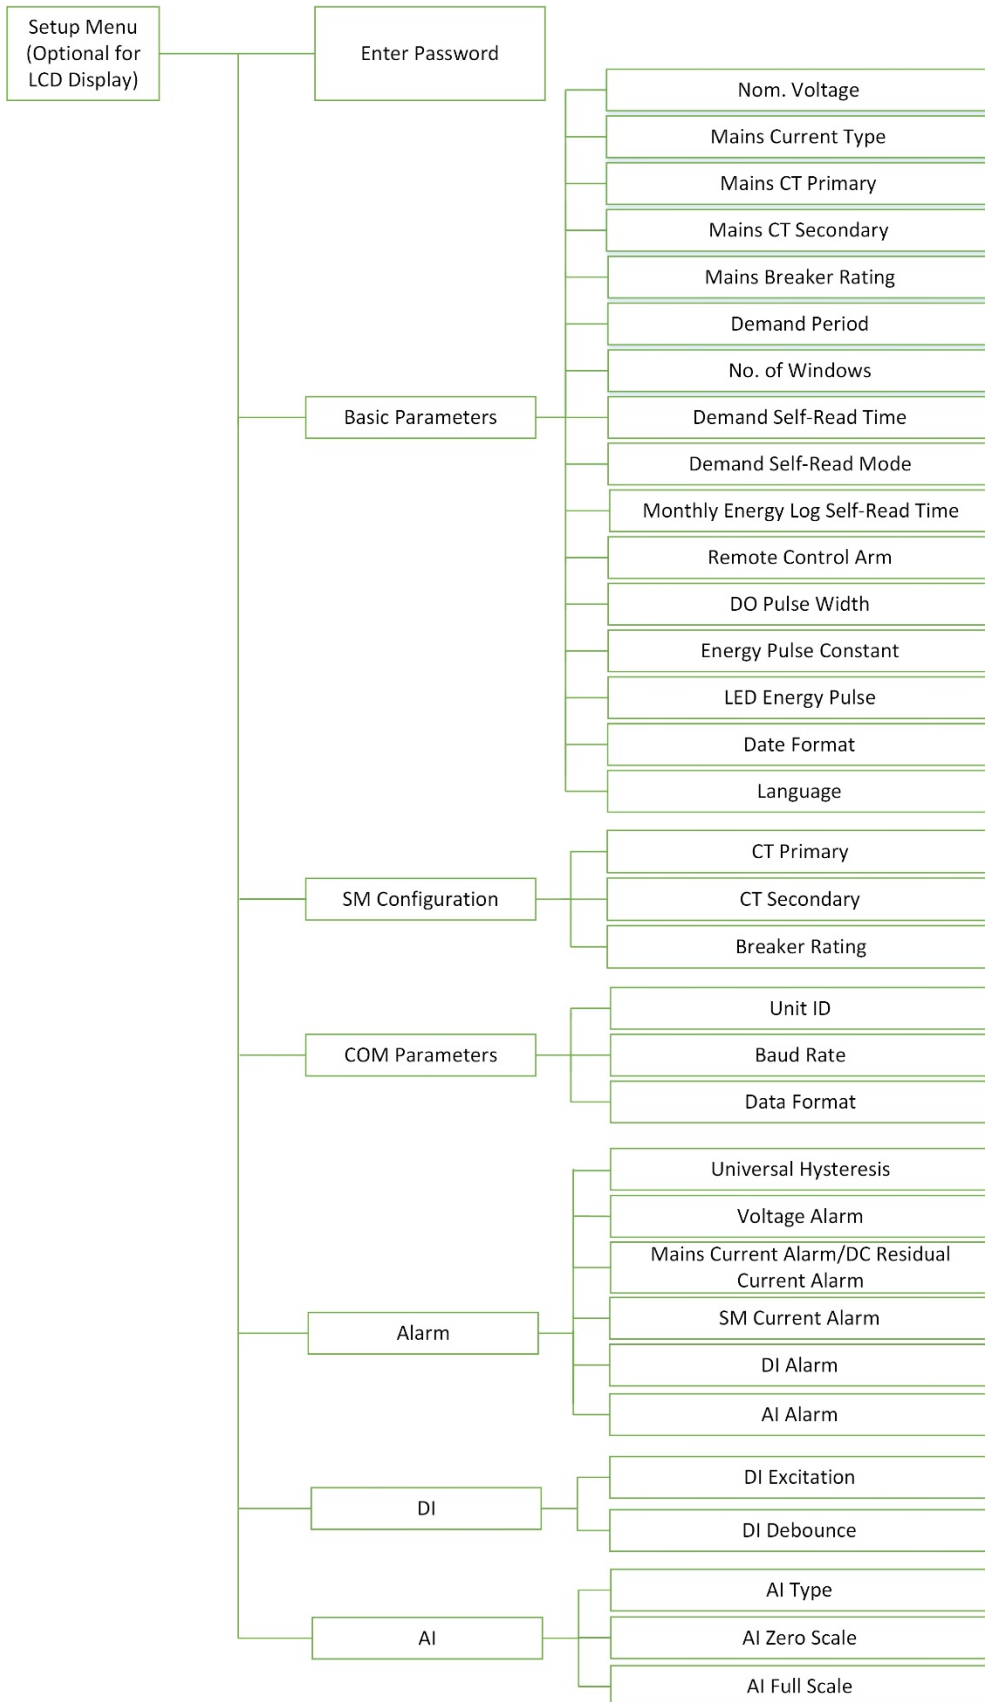 Setup Menu
(Optional for
LCD Display)
Enter Password
Basic Parameters
Nom. Voltage
Mains Current Type
Mains CT Primary
Mains CT Secondary
Mains Breaker Rating
Demand Period
No. of Windows
Demand Self-Read Time
Demand Self-Read Mode
Monthly Energy Log Self-Read Time
Remote Control Arm
DO Pulse Width
Energy Pulse Constant
LED Energy Pulse
Date Format
Language
SM Configuration
CT Primary
CT Secondary
Breaker Rating
COM Parameters
Unit ID
Baud Rate
Data Format
Alarm
Universal Hysteresis
Voltage Alarm
Mains Current Alarm/DC Residual
Current Alarm
SM Current Alarm
DI Alarm
AI Alarm
DI
DI Excitation
DI Debounce
AI
AI Type
AI Zero Scale
AI Full Scale